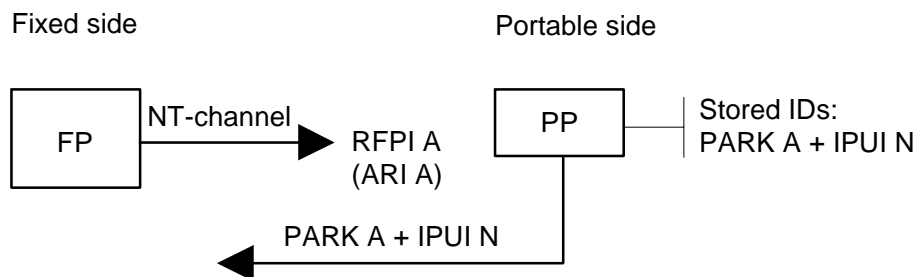 Fixed side
Portable side
FP
NT-channel
RFPI A
(ARI A)
PP
Stored IDs:
PARK A + IPUI N
PARK A + IPUI N